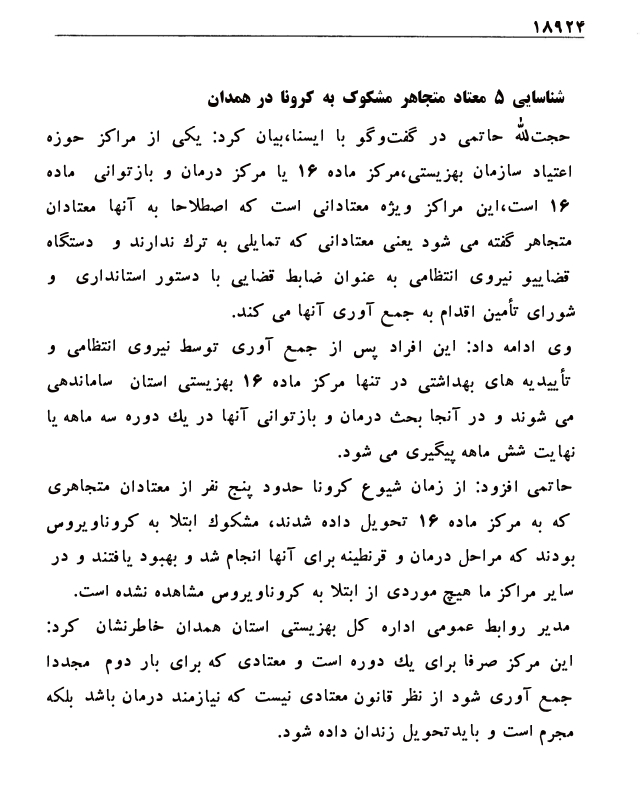 ۱۸۹۲۴
شناسایی ۵ معتاد متجاهر مشکوک به کرونا در همدان
حجت‌الله حاتمی در گفت‌وگو با ایسنا،بیان کرد: یکی از مراکز حوزه
اعتیاد سازمان بهزیستی،مرکز ماده ۱۶ یا مرکز درمان و بازتوانی ماده
۱۶ است،این مراکز ویژه معتادانی است که اصطلاحا به آنها معتادان
متجاهر گفته می شود یعنی معتادانی که تمایلی به ترك ندارند و دستگاه
قضاییو نیروی انتظامی به عنوان ضابط قضایی با دستور استانداری و
شورای تأمین اقدام به جمع آوری آنها می کند.
وی ادامه داد: این افراد پس از جمع آوری توسط نیروی انتظامی و
تأییدیه های بهداشتی در تنها مرکز ماده ۱۶ بهزیستی استان ساماندهی
می شوند و در آنجا بحث درمان و بازتوانی آنها در یك دوره سه ماهه یا
نهایت شش ماهه پیگیری می شود.
حاتمی افزود: از زمان شیوع کرونا حدود پنج نفر از معتادان متجاهری
که به مرکز ماده ۱۶ تحویل داده شدند، مشکوك ابتلا به کروناویروس
بودند که مراحل درمان و قرنطینه برای آنها انجام شد و بهبود یافتند و در
سایر مراکز ما هیچ موردی از ابتلا به کروناویروس مشاهده نشده است.
مدیر روابط عمومی اداره کل بهزیستی استان همدان خاطرنشان کرد:
این مرکز صرفا برای یك دوره است و معتادی که برای بار دوم مجددا
جمع آوری شود از نظر قانون معتادی نیست که نیازمند درمان باشد بلکه
مجرم است و بایدتحویل زندان داده شود.